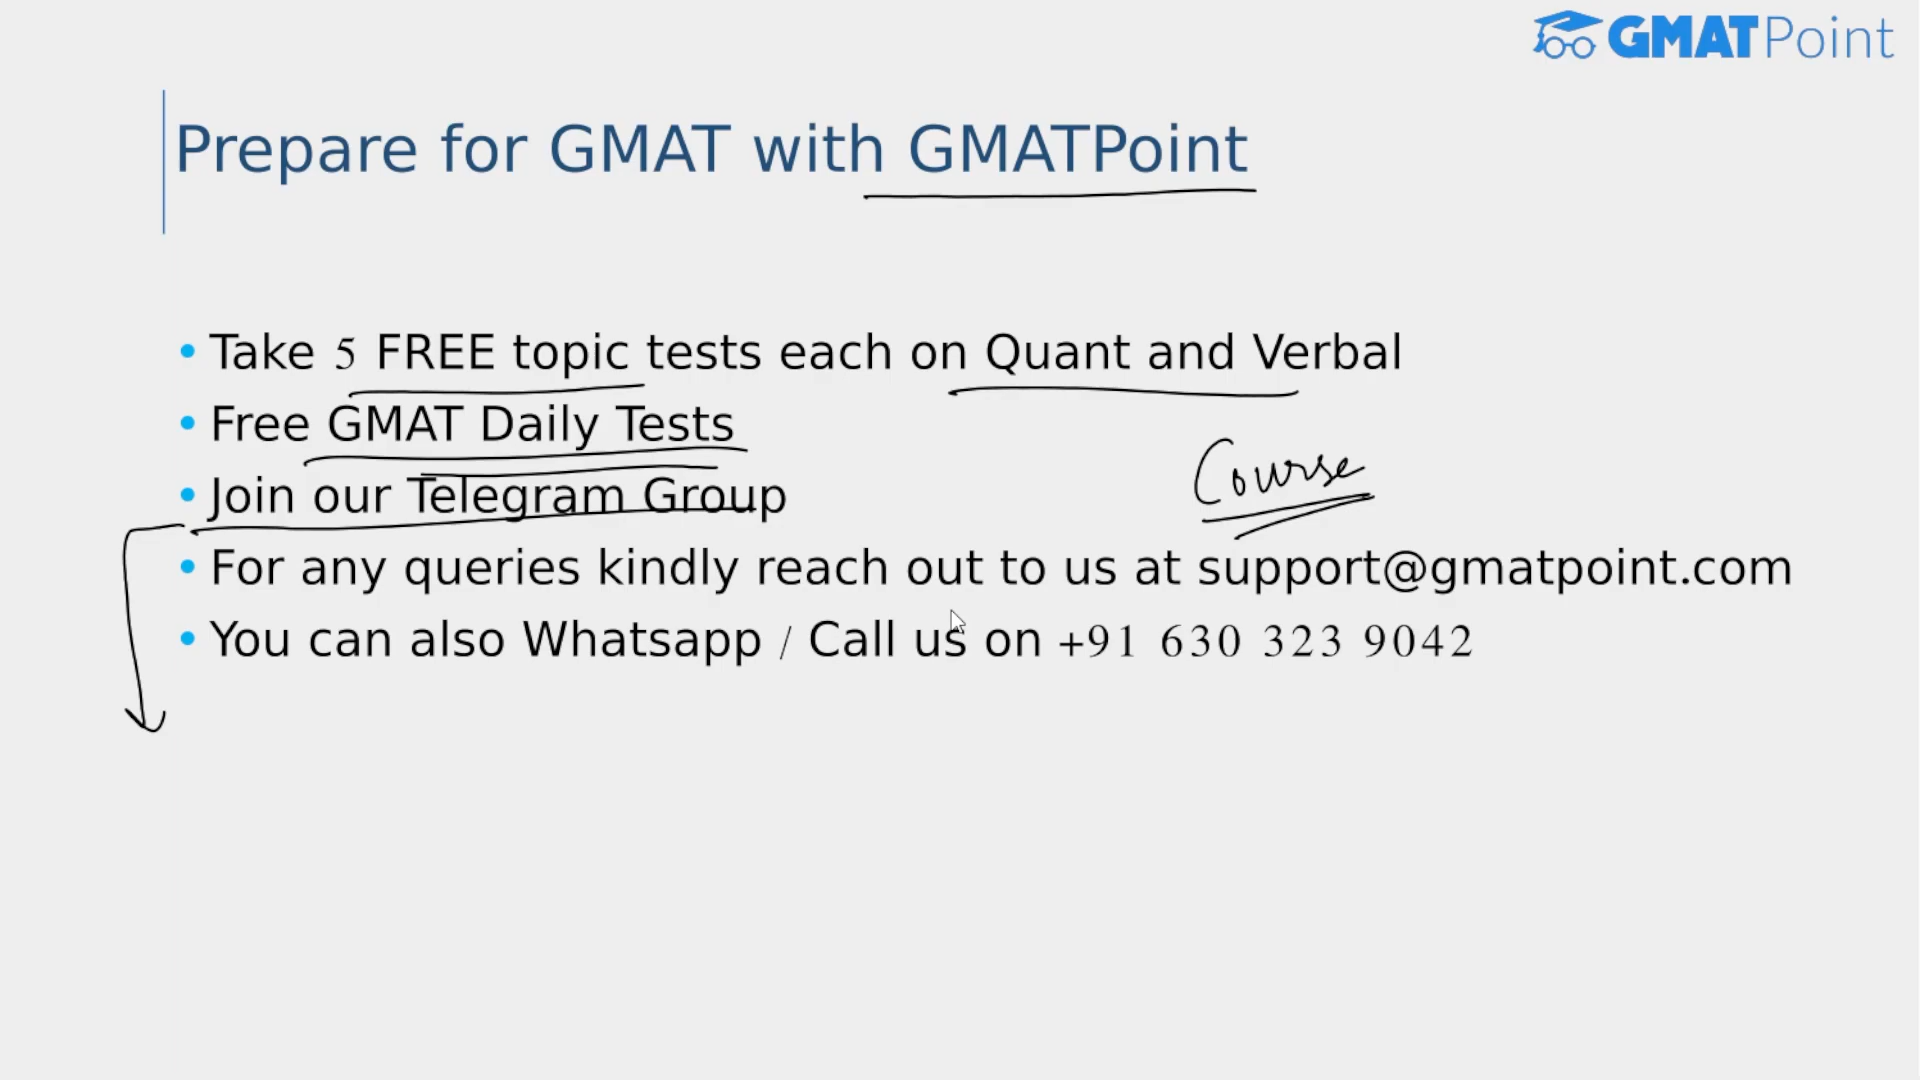 GMATPoint
Prepare for GMAT with GMATPoint
• Take 5 FREE topic tests each on Quant and Verbal
• Free GMAT Daily Tests
Course
• Join our Telegram Group
• For any queries kindly reach out to us at support@gmatpoint.com
• You can also Whatsapp / Call us on +91 630 323 9042